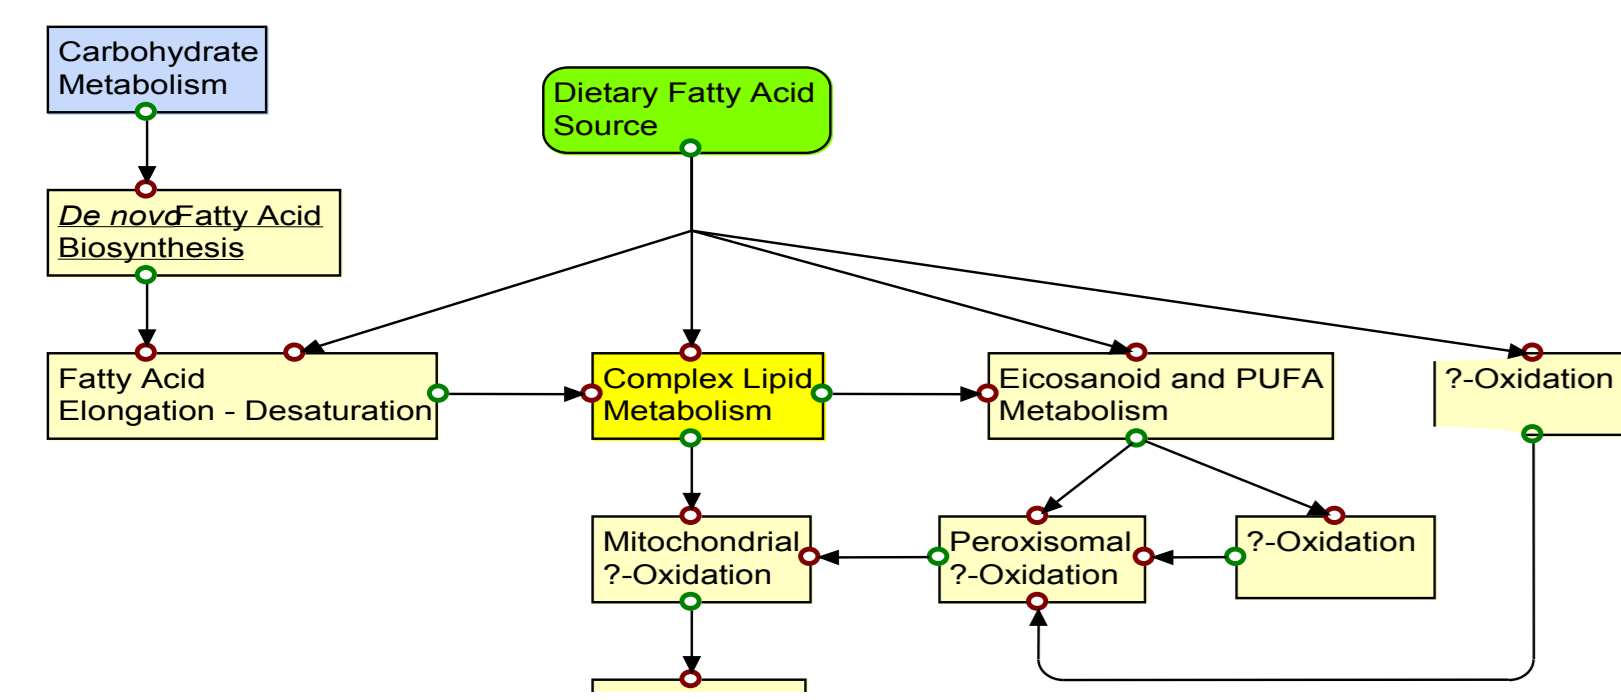 Carbohydrate
Metabolism
Dietary Fatty Acid
Source
De novo Fatty Acid
Biosynthesis
Fatty Acid
Elongation - Desaturation
Complex Lipid
Metabolism
Eicosanoid and PUFA
Metabolism
?-Oxidation
Mitochondrial
?-Oxidation
Peroxisomal
?-Oxidation
?-Oxidation